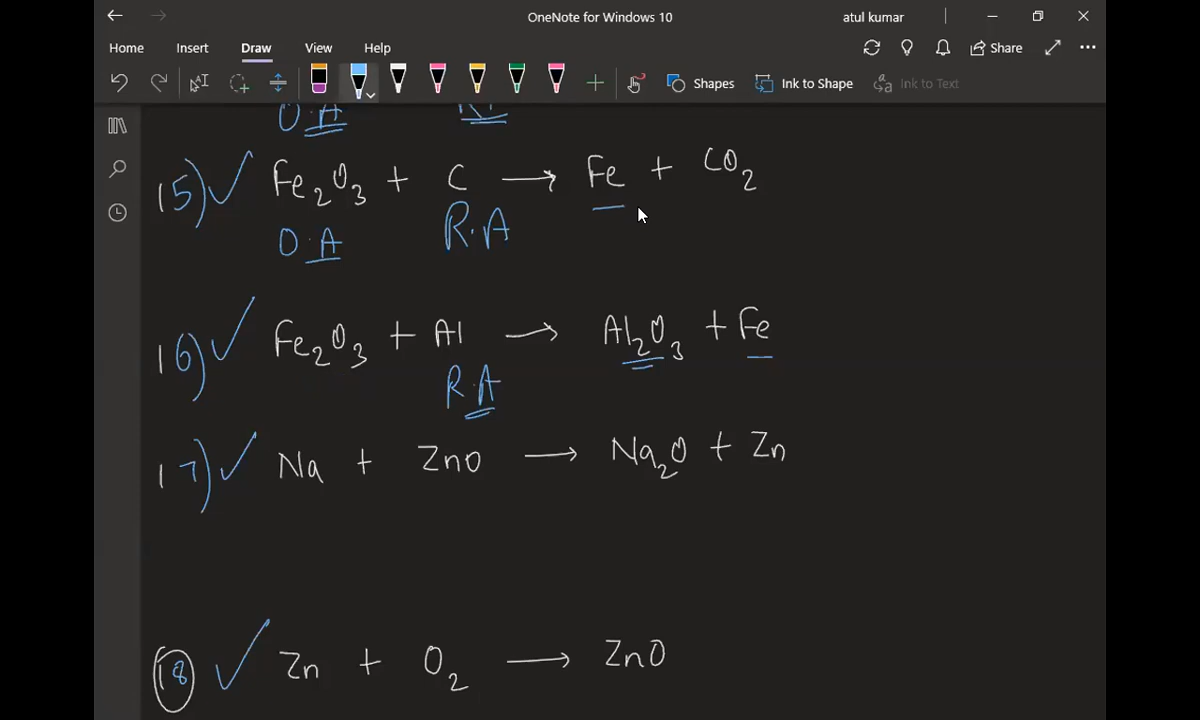 OneNote for Windows 10
atul kumar
Home Insert Draw View Help
Share
Shapes Ink to Shape Ink to Text
O.A
15) Fe2O3 + C → Fe + CO2
O.A R.A
16) Fe2O3 + Al → Al2O3 + Fe
R.A
17) Na + ZnO → Na2O + Zn
18 Zn + O2 → ZnO